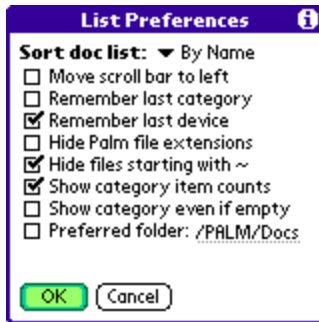 List Preferences
Sort doc list: By Name
Move scroll bar to left
Remember last category
Remember last device
Hide Palm file extensions
Hide files starting with ~
Show category item counts
Show category even if empty
Preferred folder: /PALM/Docs
OK Cancel